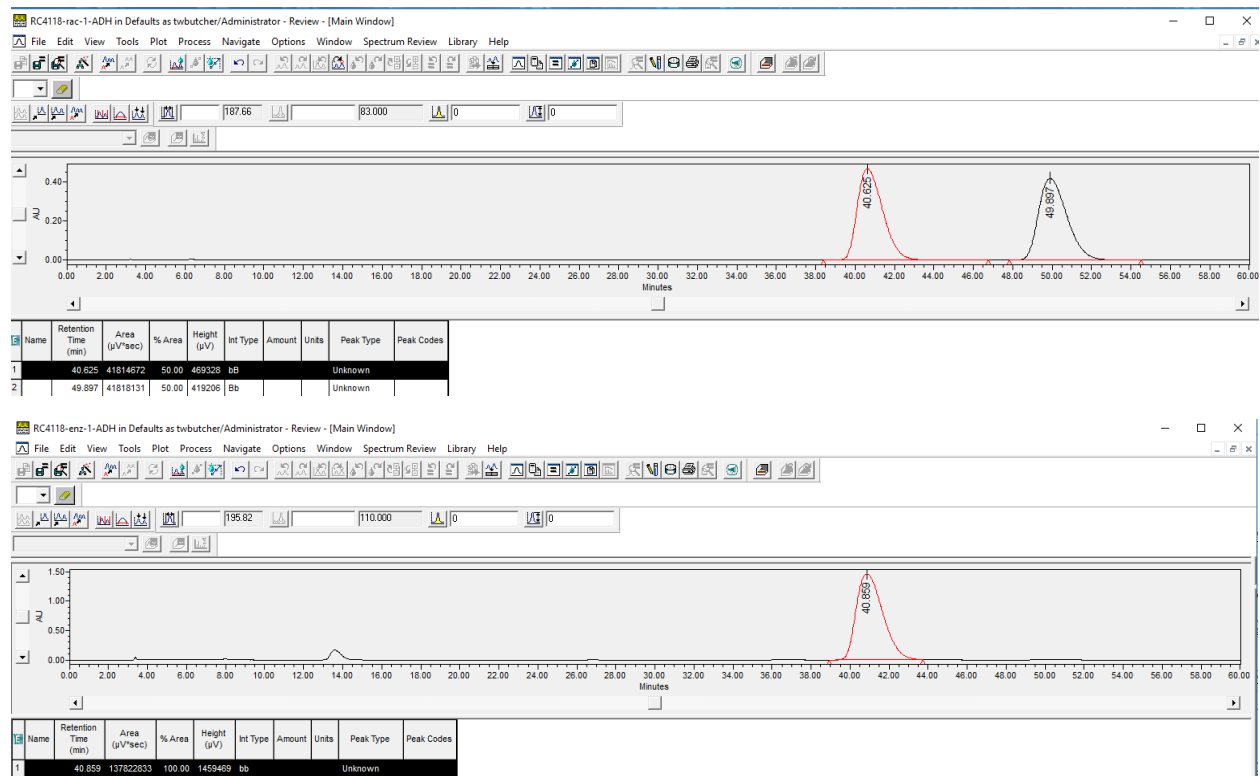 RC4118-rac-1-ADH in Defaults as twbutcher/Administrator - Review - [Main Window]
File Edit View Tools Plot Process Navigate Options Window Spectrum Review Library Help
187.66 83.000 0 0
0.40
0.20
0.00
AU
40.625
49.897
0.00 2.00 4.00 6.00 8.00 10.00 12.00 14.00 16.00 18.00 20.00 22.00 24.00 26.00 28.00 30.00 32.00 34.00 36.00 38.00 40.00 42.00 44.00 46.00 48.00 50.00 52.00 54.00 56.00 58.00 60.00
Minutes
Name Retention Time (min) Area (µV*sec) % Area Height (µV) Int Type Amount Units Peak Type Peak Codes
1 40.625 41814672 50.00 469328 bB Unknown
2 49.897 41818131 50.00 419206 Bb Unknown
RC4118-enz-1-ADH in Defaults as twbutcher/Administrator - Review - [Main Window]
File Edit View Tools Plot Process Navigate Options Window Spectrum Review Library Help
195.82 110.000 0 0
1.50
1.00
0.50
0.00
AU
40.859
0.00 2.00 4.00 6.00 8.00 10.00 12.00 14.00 16.00 18.00 20.00 22.00 24.00 26.00 28.00 30.00 32.00 34.00 36.00 38.00 40.00 42.00 44.00 46.00 48.00 50.00 52.00 54.00 56.00 58.00 60.00
Minutes
Name Retention Time (min) Area (µV*sec) % Area Height (µV) Int Type Amount Units Peak Type Peak Codes
1 40.859 137822833 100.00 1459469 bb Unknown